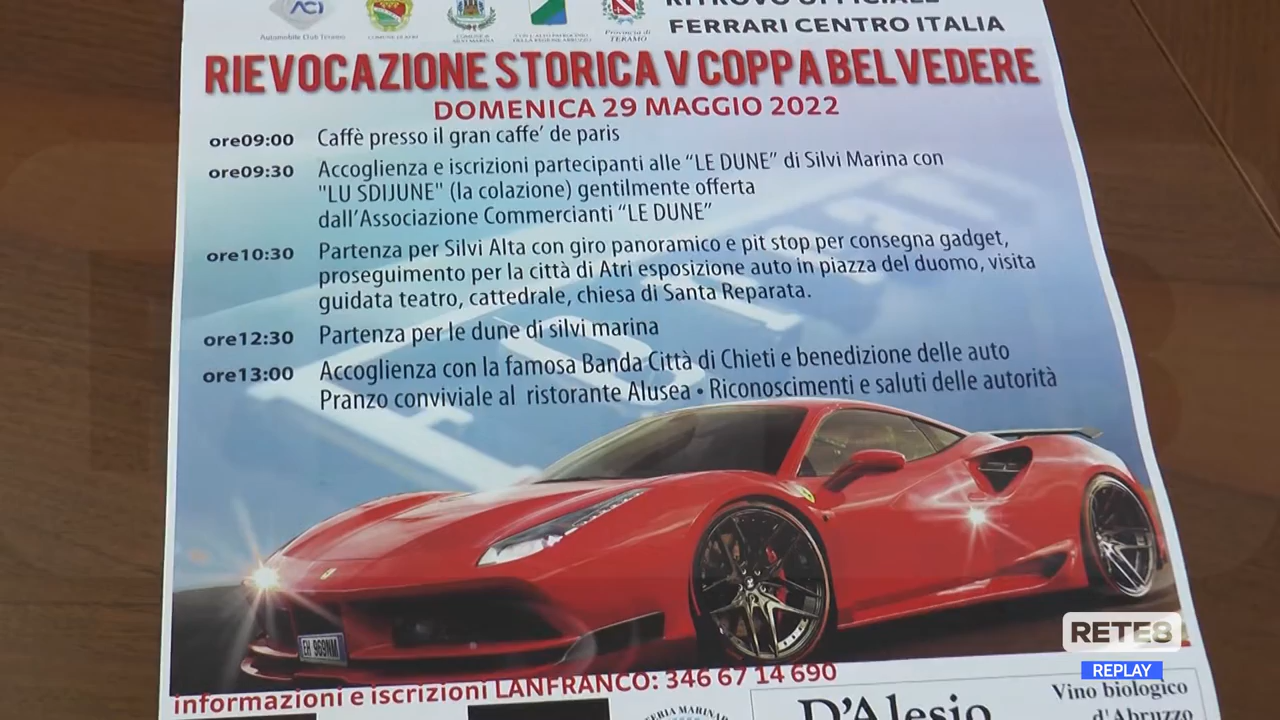 ACI
Automobile Club Teramo
Provincia di
TERAMO
RITROVO UFFICIALE
FERRARI CENTRO ITALIA
RIEVOCAZIONE STORICA V COPPA BELVEDERE
DOMENICA 29 MAGGIO 2022
ore09:00 Caffè presso il gran caffe' de paris
ore09:30 Accoglienza e iscrizioni partecipanti alle "LE DUNE" di Silvi Marina con
"LU SDIJUNE" (la colazione) gentilmente offerta
dall'Associazione Commercianti "LE DUNE"
ore10:30 Partenza per Silvi Alta con giro panoramico e pit stop per consegna gadget,
proseguimento per la città di Atri esposizione auto in piazza del duomo, visita
guidata teatro, cattedrale, chiesa di Santa Reparata.
ore12:30 Partenza per le dune di silvi marina
ore13:00 Accoglienza con la famosa Banda Città di Chieti e benedizione delle auto
Pranzo conviviale al ristorante Alusea • Riconoscimenti e saluti delle autorità
EH 969NM
RETE8
REPLAY
informazioni e iscrizioni LANFRANCO: 346 67 14 690
D'Alesio
Vino biologico
d'Abruzzo